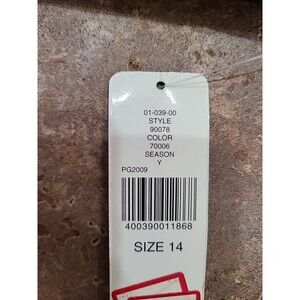 01-039-00
STYLE
90078
COLOR
70006
SEASON
Y
PG2009
400390011868
SIZE 14